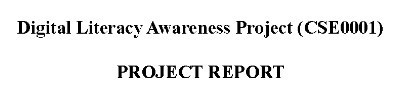 Digital Literacy Awareness Project (CSE0001)
PROJECT REPORT